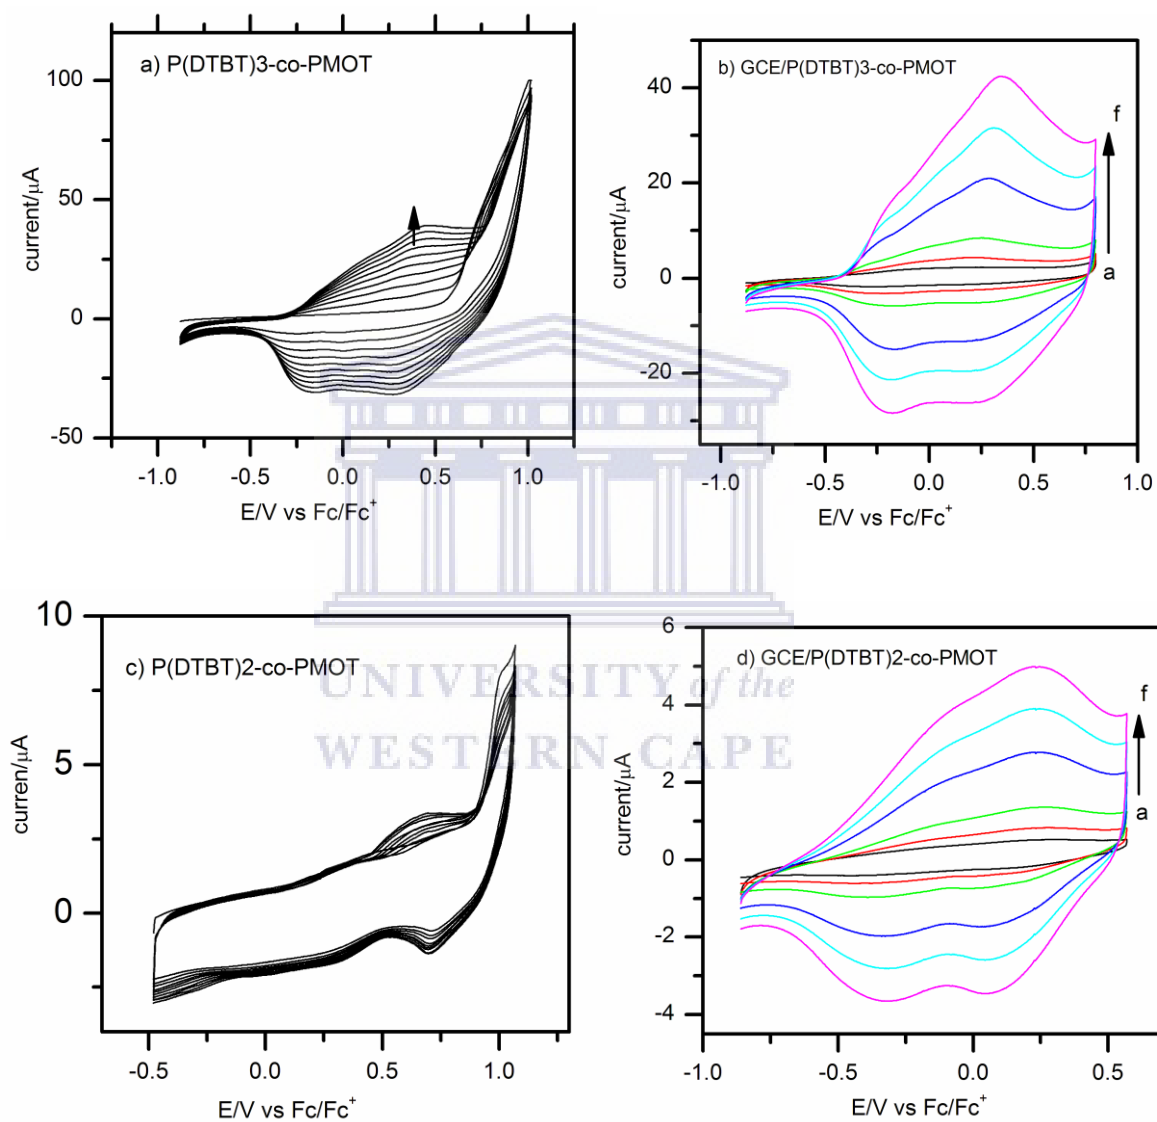 a) P(DTBT)3-co-PMOT
100
50
0
-50
current/μA
-1.0 -0.5 0.0 0.5 1.0
E/V vs Fc/Fc⁺
b) GCE/P(DTBT)3-co-PMOT
f
a
40
20
0
-20
current/μA
-1.0 -0.5 0.0 0.5 1.0
E/V vs Fc/Fc⁺
c) P(DTBT)2-co-PMOT
10
5
0
curren/μA
-0.5 0.0 0.5 1.0
E/V vs Fc/Fc⁺
d) GCE/P(DTBT)2-co-PMOT
f
a
6
4
2
0
-2
-4
current/μA
-1.0 -0.5 0.0 0.5
E/V vs Fc/Fc⁺
UNIVERSITY of the
WESTERN CAPE